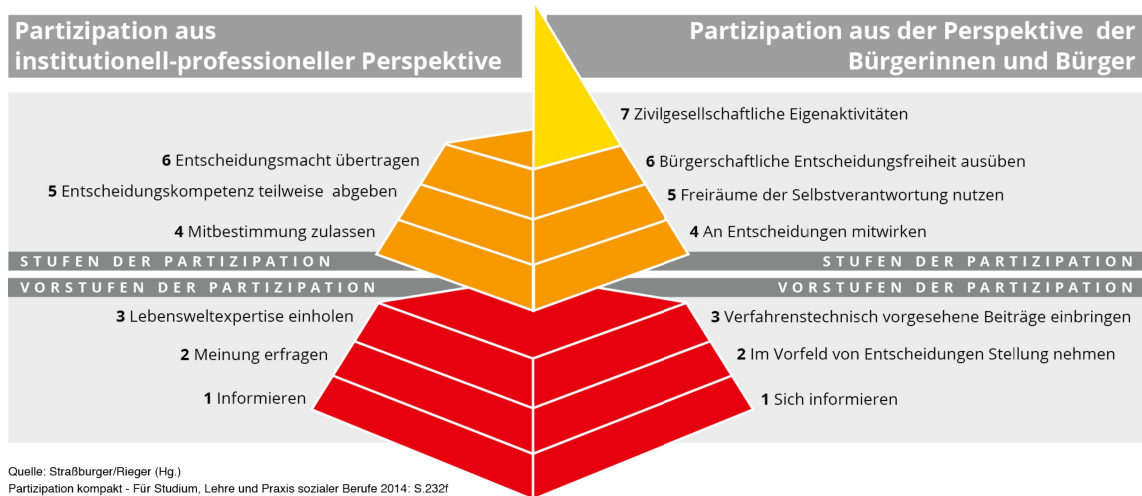 Partizipation aus
institutionell-professioneller Perspektive
Partizipation aus der Perspektive der
Bürgerinnen und Bürger
7 Zivilgesellschaftliche Eigenaktivitäten
6 Entscheidungsmacht übertragen
6 Bürgerschaftliche Entscheidungsfreiheit ausüben
5 Entscheidungskompetenz teilweise abgeben
5 Freiräume der Selbstverantwortung nutzen
4 Mitbestimmung zulassen
4 An Entscheidungen mitwirken
STUFEN DER PARTIZIPATION
STUFEN DER PARTIZIPATION
VORSTUFEN DER PARTIZIPATION
VORSTUFEN DER PARTIZIPATION
3 Lebensweltexpertise einholen
3 Verfahrenstechnisch vorgesehene Beiträge einbringen
2 Meinung erfragen
2 Im Vorfeld von Entscheidungen Stellung nehmen
1 Informieren
1 Sich informieren
Quelle: Straßburger/Rieger (Hg.)
Partizipation kompakt - Für Studium, Lehre und Praxis sozialer Berufe 2014: S.232f